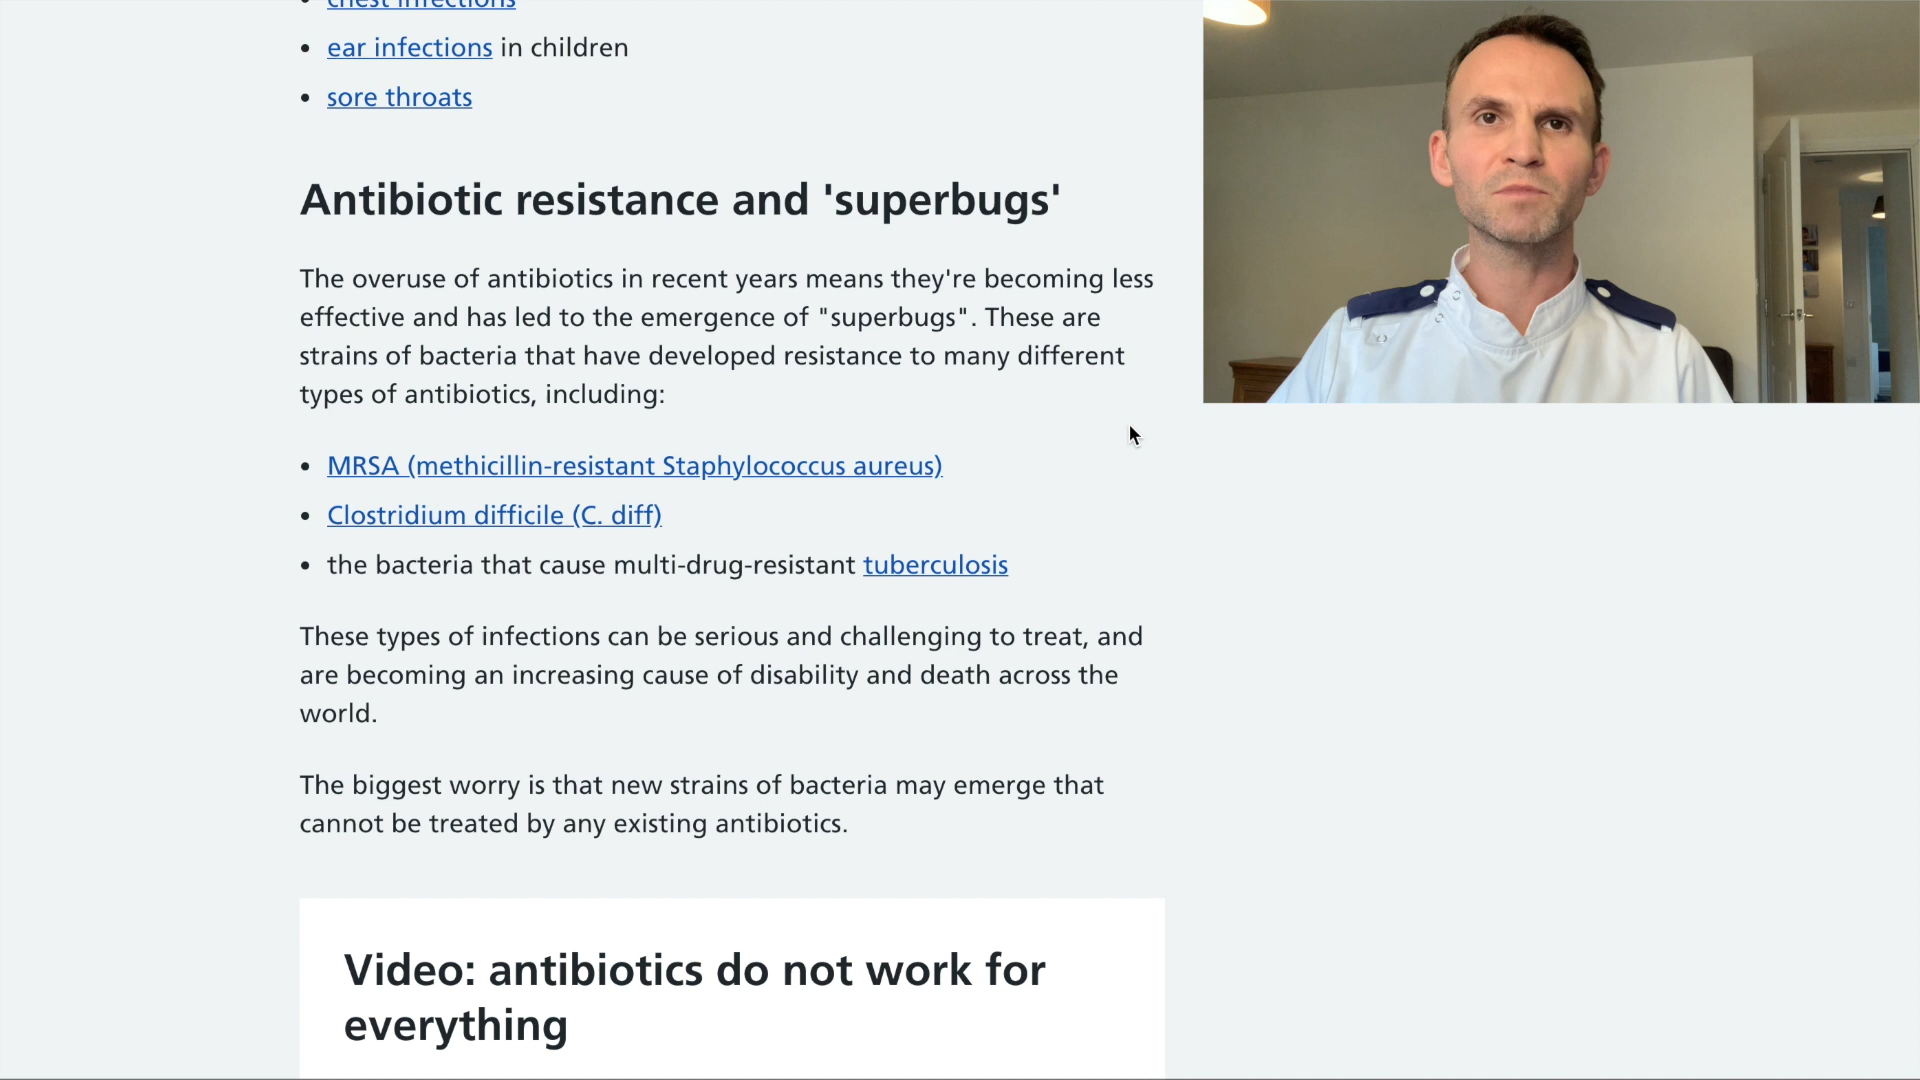 chest infections
ear infections in children
sore throats
Antibiotic resistance and 'superbugs'
The overuse of antibiotics in recent years means they're becoming less
effective and has led to the emergence of "superbugs". These are
strains of bacteria that have developed resistance to many different
types of antibiotics, including:
MRSA (methicillin-resistant Staphylococcus aureus)
Clostridium difficile (C. diff)
the bacteria that cause multi-drug-resistant tuberculosis
These types of infections can be serious and challenging to treat, and
are becoming an increasing cause of disability and death across the
world.
The biggest worry is that new strains of bacteria may emerge that
cannot be treated by any existing antibiotics.
Video: antibiotics do not work for
everything